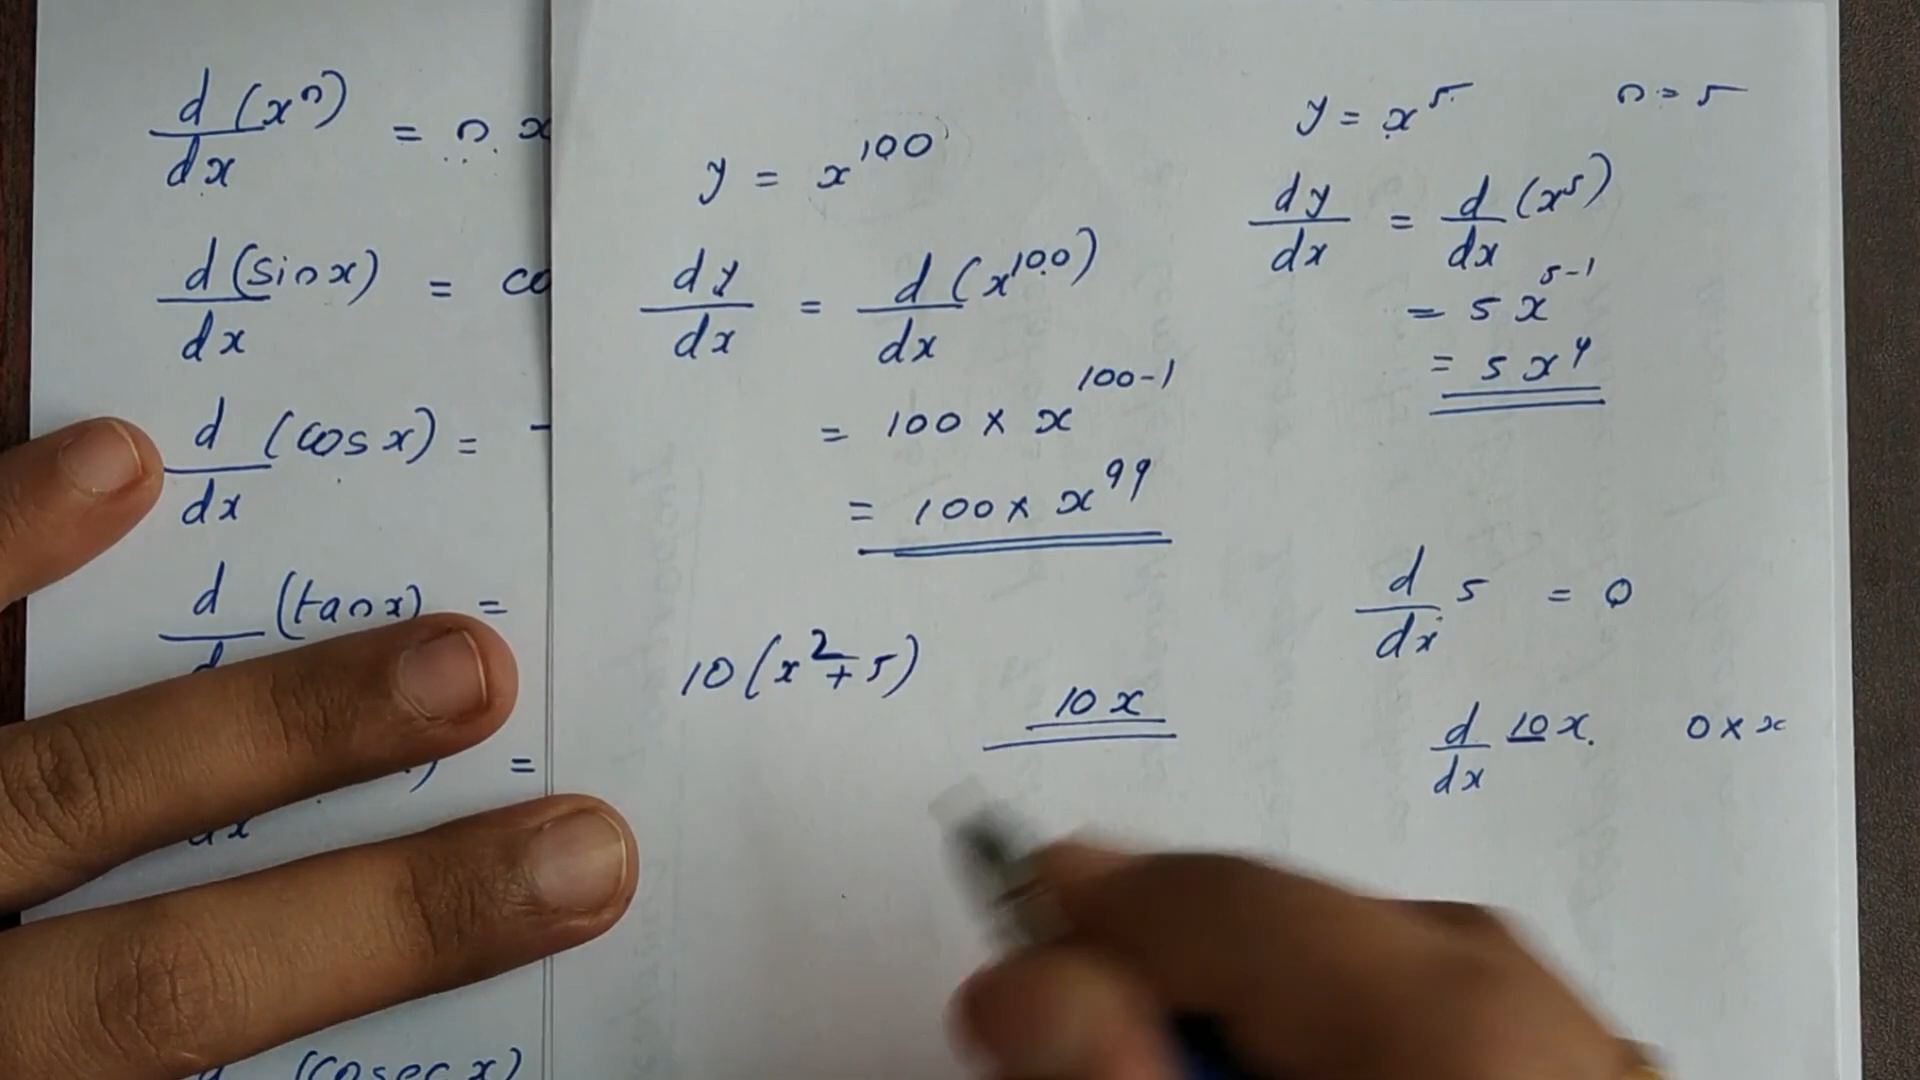 d/dx (xⁿ) = n x
d/dx (sin x) = co
d/dx (cos x) = -
d/dx (tan x) =
) =
dx
(cosec x)
y = x¹⁰⁰
dy/dx = d/dx (x¹⁰⁰)
= 100 × x¹⁰⁰⁻¹
= 100 × x⁹⁹
10(x² + 5)
10x
y = x⁵ n = 5
dy/dx = d/dx (x⁵)
= 5 x⁵⁻¹
= 5 x⁴
d/dx 5 = 0
d/dx 10x. 0 × x